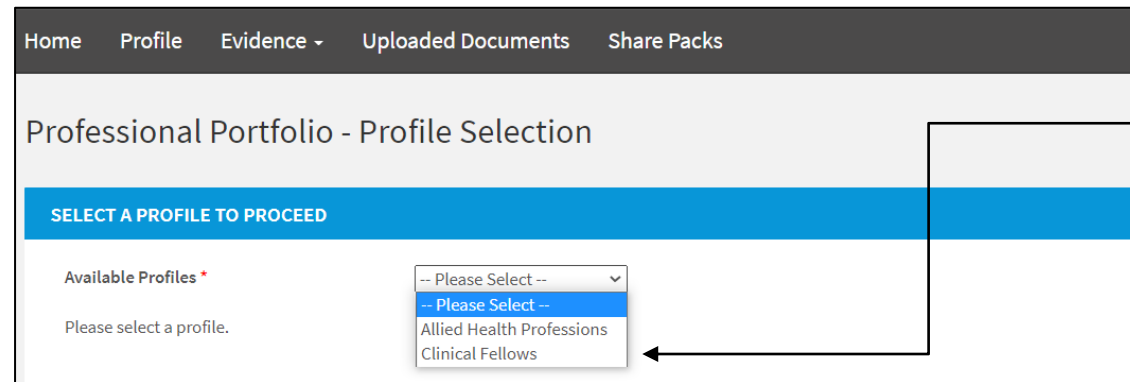 Home Profile Evidence Uploaded Documents Share Packs
Professional Portfolio - Profile Selection
SELECT A PROFILE TO PROCEED
Available Profiles * -- Please Select --
-- Please Select --
Please select a profile. Allied Health Professions
Clinical Fellows